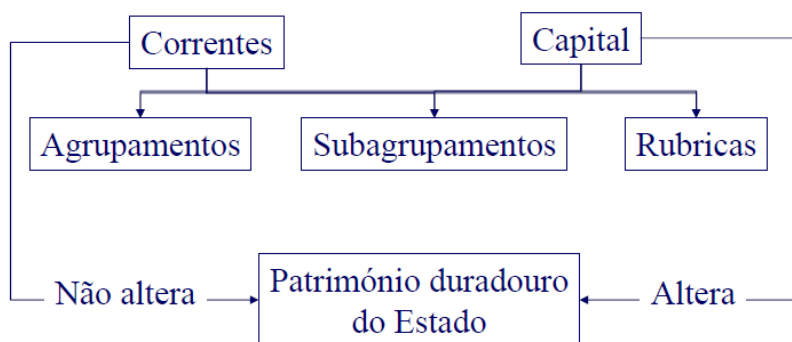 Correntes
Capital
Agrupamentos
Subagrupamentos
Rubricas
Não altera
Património duradouro
do Estado
Altera